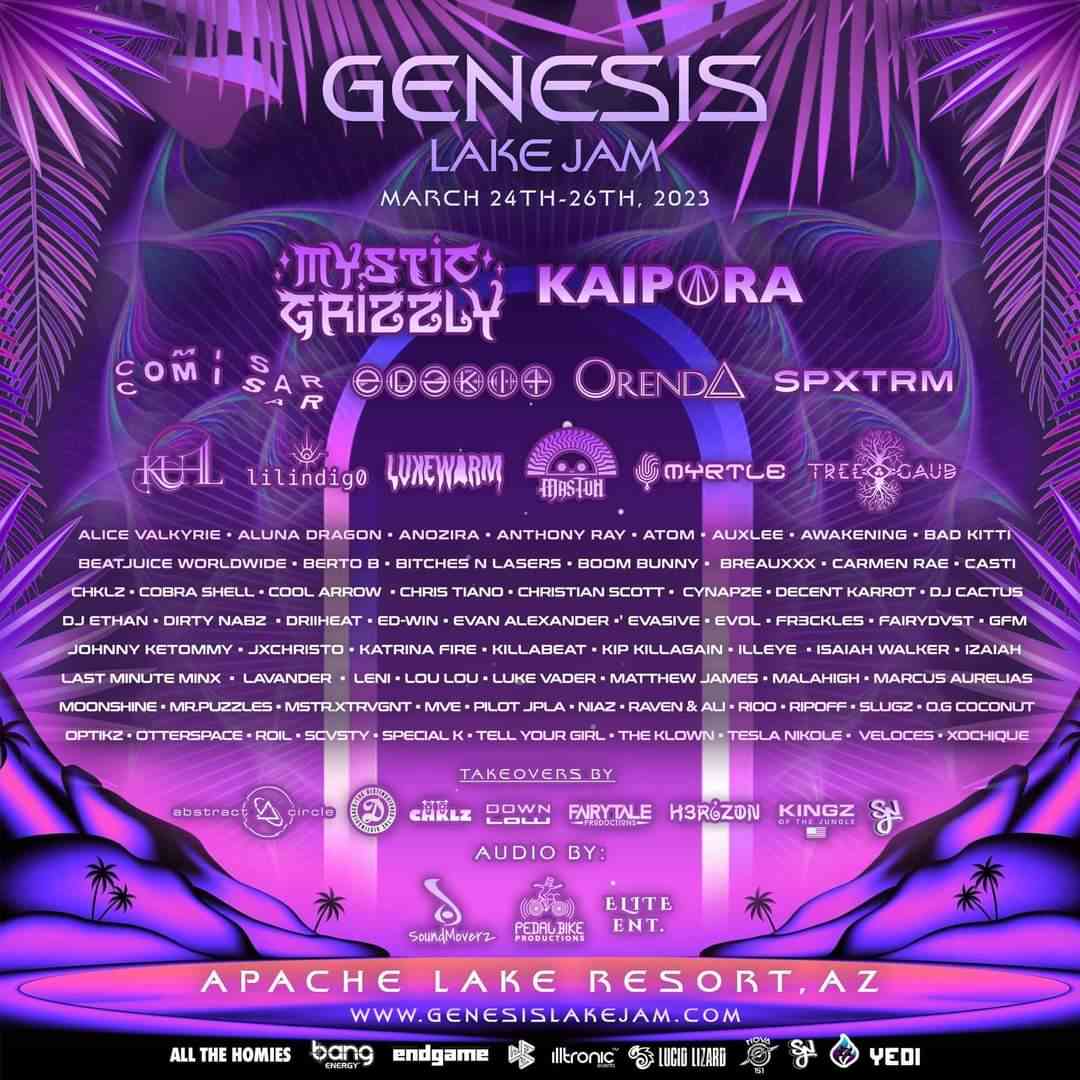 GENESIS
LAKE JAM
MARCH 24TH-26TH, 2023
MYSTIC GRIZZLY KAIPORA
COMISAR EDEKIT ORENDA SPXTRM
KUHL lilindigo LUKEWARM MASTUH MYRTLE TREE GAUD
ALICE VALKYRIE • ALUNA DRAGON • ANOZIRA • ANTHONY RAY • ATOM • AUXLEE • AWAKENING • BAD KITTI
BEATJUICE WORLDWIDE • BERTO B • BITCHES N LASERS • BOOM BUNNY • BREAUXXX • CARMEN RAE • CASTI
CHKLZ • COBRA SHELL • COOL ARROW • CHRIS TIANO • CHRISTIAN SCOTT • CYNAPZE • DECENT KARROT • DJ CACTUS
DJ ETHAN • DIRTY NABZ • DRIIHEAT • ED-WIN • EVAN ALEXANDER •' EVASIVE • EVOL • FR3CKLES • FAIRYDVST • GFM
JOHNNY KETOMMY • JXCHRISTO • KATRINA FIRE • KILLABEAT • KIP KILLAGAIN • ILLEYE • ISAIAH WALKER • IZAIAH
LAST MINUTE MINX • LAVANDER • LENI • LOU LOU • LUKE VADER • MATTHEW JAMES • MALAHIGH • MARCUS AURELIAS
MOONSHINE • MR.PUZZLES • MSTR.XTRVGNT • MVE • PILOT JPLA • NIAZ • RAVEN & ALI • RIOO • RIPOFF • SLUGZ • O.G COCONUT
OPTIKZ • OTTERSPACE • ROIL • SCVSTY • SPECIAL K • TELL YOUR GIRL • THE KLOWN • TESLA NIKOLE • VELOCES • XOCHIQUE
TAKEOVERS BY
abstract circle D CHKLZ DOWN LOW FAIRYTALE PRODUCTIONS H3RIZON KINGZ OF THE JUNGLE
AUDIO BY:
SoundMoverz PEDAL BIKE PRODUCTIONS ELITE ENT.
APACHE LAKE RESORT, AZ
WWW.GENESISLAKEJAM.COM
ALL THE HOMIES bang ENERGY endgame illtronic EVENTS LUCID LIZARD NOVA 151 YEDI